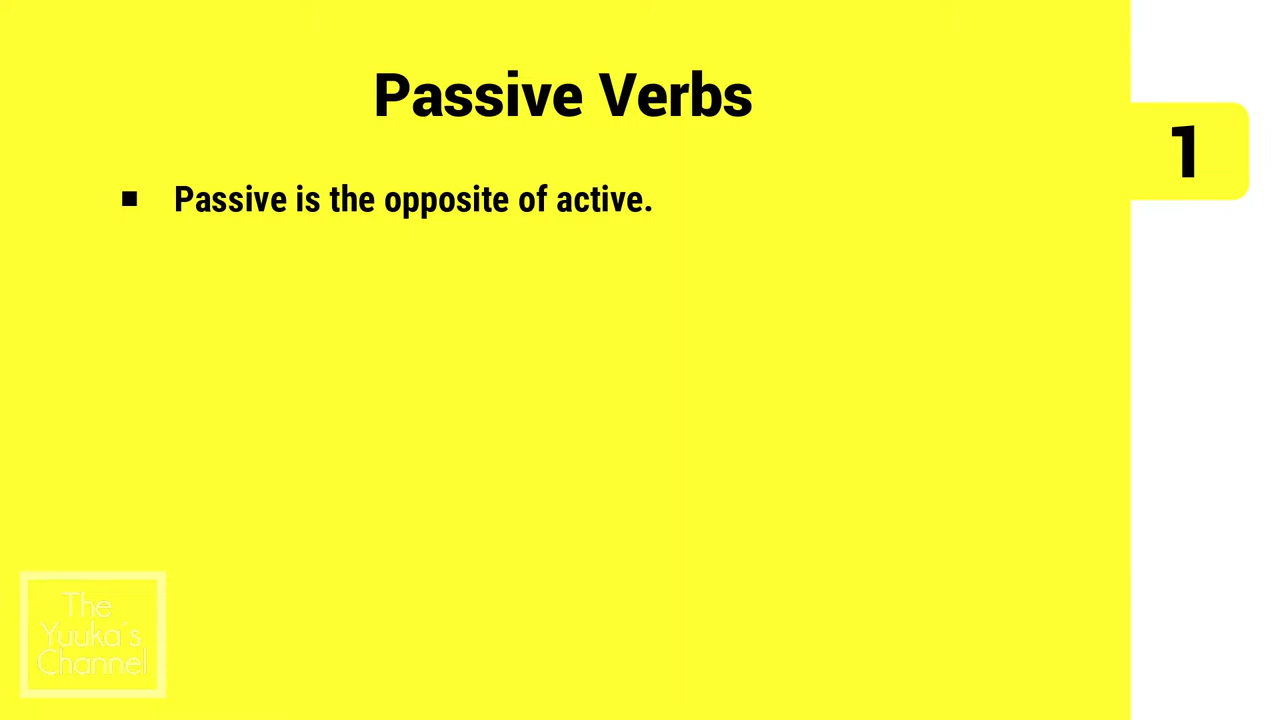 Passive Verbs
1
■ Passive is the opposite of active.
The
Yuuka's
Channel